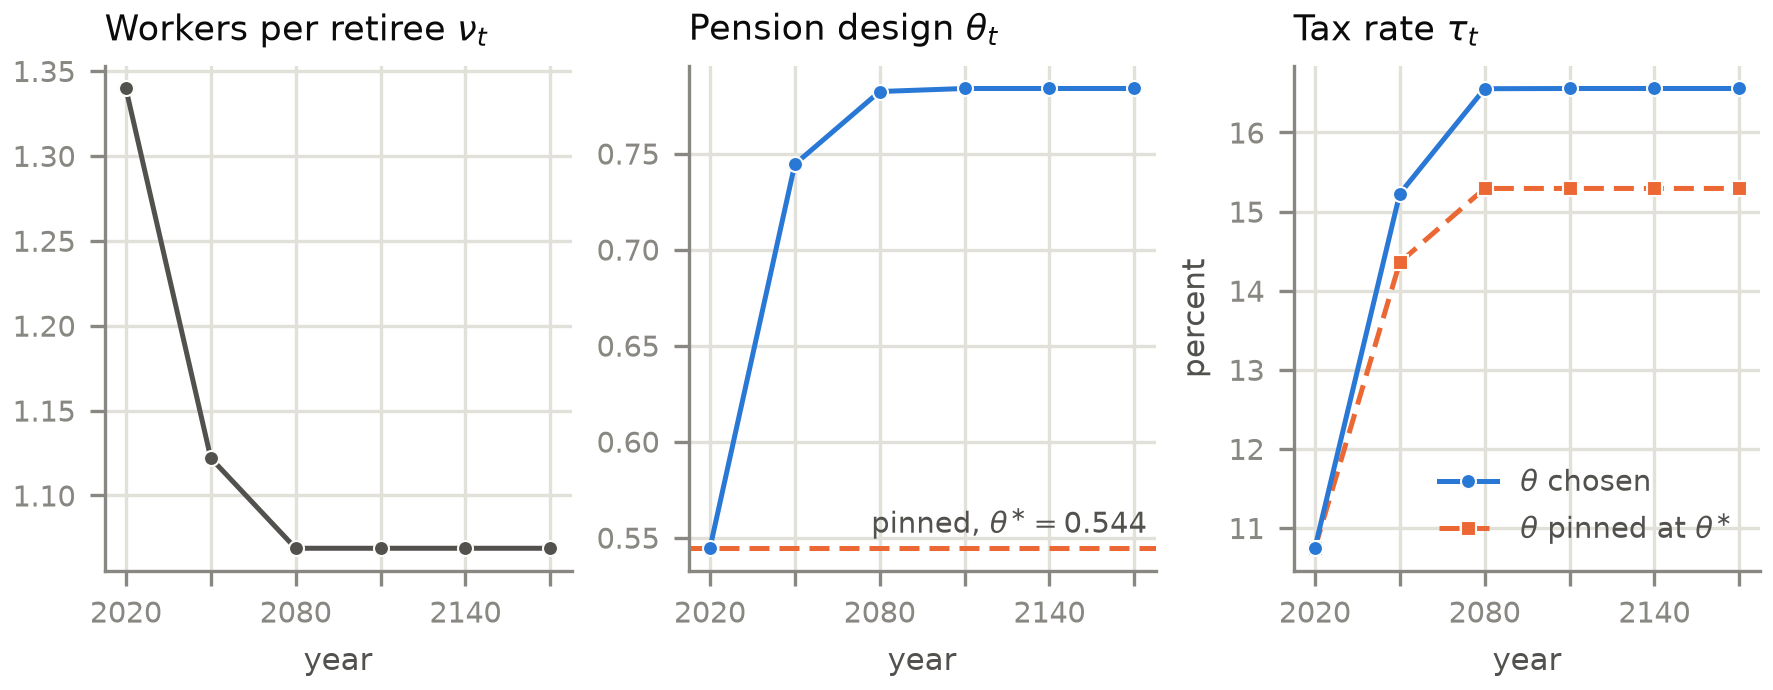 Workers per retiree νt
1.35
1.30
1.25
1.20
1.15
1.10
2020 2080 2140
year
Pension design θt
0.75
0.70
0.65
0.60
0.55
pinned, θ* = 0.544
2020 2080 2140
year
Tax rate τt
percent
16
15
14
13
12
11
θ chosen
θ pinned at θ*
2020 2080 2140
year